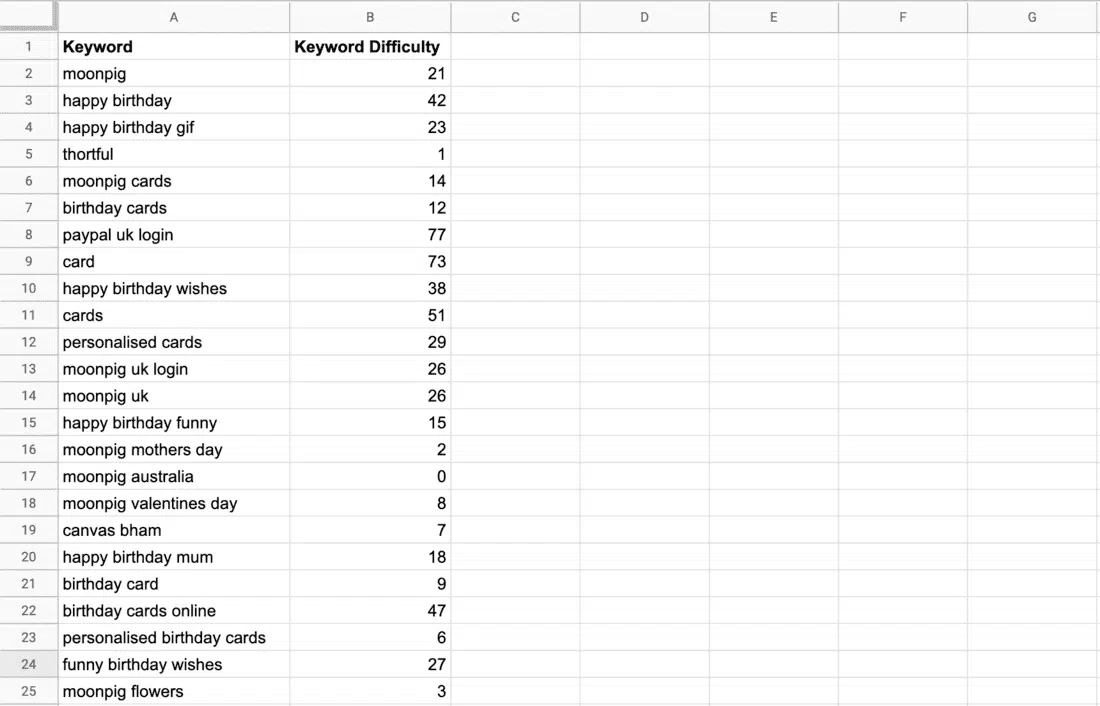 A B C D E F G
1 Keyword Keyword Difficulty
2 moonpig 21
3 happy birthday 42
4 happy birthday gif 23
5 thortful 1
6 moonpig cards 14
7 birthday cards 12
8 paypal uk login 77
9 card 73
10 happy birthday wishes 38
11 cards 51
12 personalised cards 29
13 moonpig uk login 26
14 moonpig uk 26
15 happy birthday funny 15
16 moonpig mothers day 2
17 moonpig australia 0
18 moonpig valentines day 8
19 canvas bham 7
20 happy birthday mum 18
21 birthday card 9
22 birthday cards online 47
23 personalised birthday cards 6
24 funny birthday wishes 27
25 moonpig flowers 3